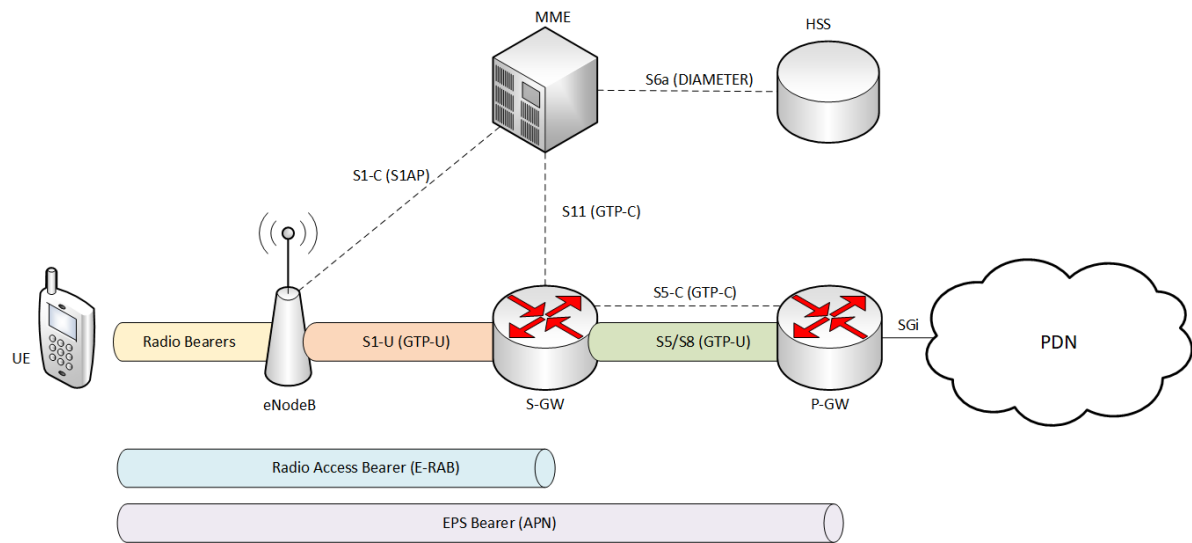 MME
HSS
S6a (DIAMETER)
S1-C (S1AP)
S11 (GTP-C)
S5-C (GTP-C)
SGi
PDN
UE
Radio Bearers
S1-U (GTP-U)
S5/S8 (GTP-U)
eNodeB
S-GW
P-GW
Radio Access Bearer (E-RAB)
EPS Bearer (APN)